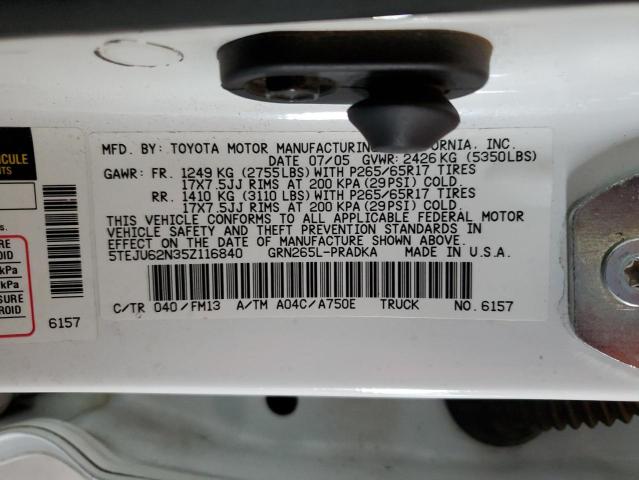 MFD. BY: TOYOTA MOTOR MANUFACTURING CALIFORNIA, INC.
DATE 07/05 GVWR: 2426 KG (5350LBS)
GAWR: FR. 1249 KG (2755LBS) WITH P265/65R17 TIRES
17X7.5JJ RIMS AT 200 KPA (29PSI) COLD.
RR. 1410 KG (3110 LBS) WITH P265/65R17 TIRES
17X7.5JJ RIMS AT 200 KPA (29PSI) COLD.
THIS VEHICLE CONFORMS TO ALL APPLICABLE FEDERAL MOTOR
VEHICLE SAFETY AND THEFT PREVENTION STANDARDS IN
EFFECT ON THE DATE OF MANUFACTURE SHOWN ABOVE.
5TEJU62N35Z116840 GRN265L-PRADKA MADE IN U.S.A.
C/TR 040/FM13 A/TM A04C/A750E TRUCK NO. 6157
6157
kPa
kPa